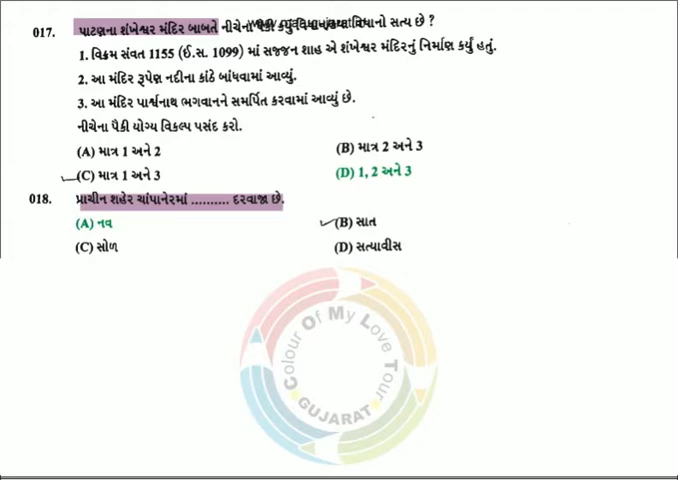 017. પાટણના શંખેશ્વર મંદિર બાબતે નીચેના પૈકી કયુ વિધાનો સત્ય છે ?
1. વિક્રમ સંવત 1155 (ઈ.સ. 1099) માં સજ્જન શાહ એ શંખેશ્વર મંદિરનું નિર્માણ કર્યું હતું.
2. આ મંદિર રૂપેણ નદીના કાંઠે બાંધવામાં આવ્યું.
3. આ મંદિર પાર્શ્વનાથ ભગવાનને સમર્પિત કરવામાં આવ્યું છે.
નીચેના પૈકી યોગ્ય વિકલ્પ પસંદ કરો.
(A) માત્ર 1 અને 2 (B) માત્ર 2 અને 3
(C) માત્ર 1 અને 3 (D) 1, 2 અને 3
018. પ્રાચીન શહેર ચાંપાનેરમાં .......... દરવાજા છે.
(A) નવ (B) સાત
(C) સોળ (D) સત્યાવીસ
Colour Of My Love Tour
GUJARAT